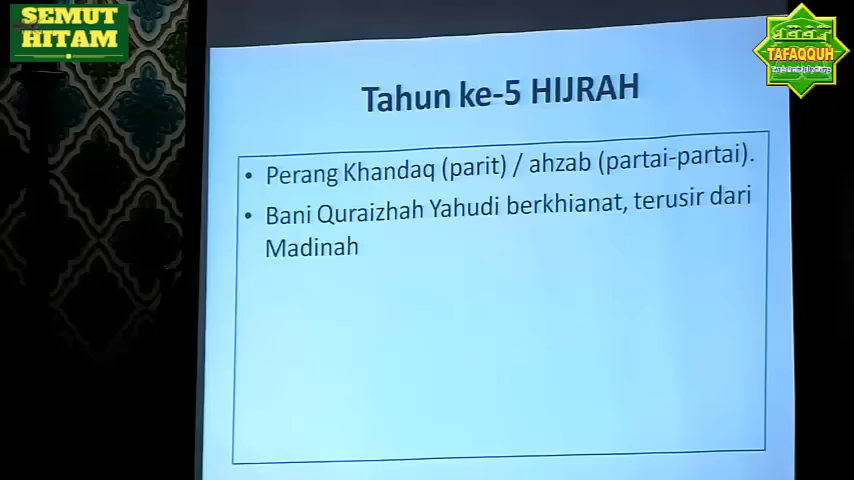 SEMUT
HITAM
TAFAQQUH
Tahun ke-5 HIJRAH
• Perang Khandaq (parit) / ahzab (partai-partai).
• Bani Quraizhah Yahudi berkhianat, terusir dari
Madinah